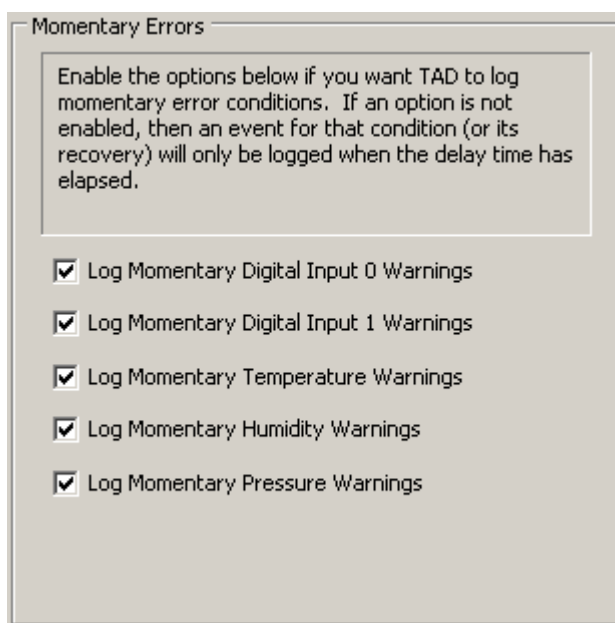 Momentary Errors
Enable the options below if you want TAD to log
momentary error conditions.  If an option is not
enabled, then an event for that condition (or its
recovery) will only be logged when the delay time has
elapsed.
Log Momentary Digital Input 0 Warnings
Log Momentary Digital Input 1 Warnings
Log Momentary Temperature Warnings
Log Momentary Humidity Warnings
Log Momentary Pressure Warnings